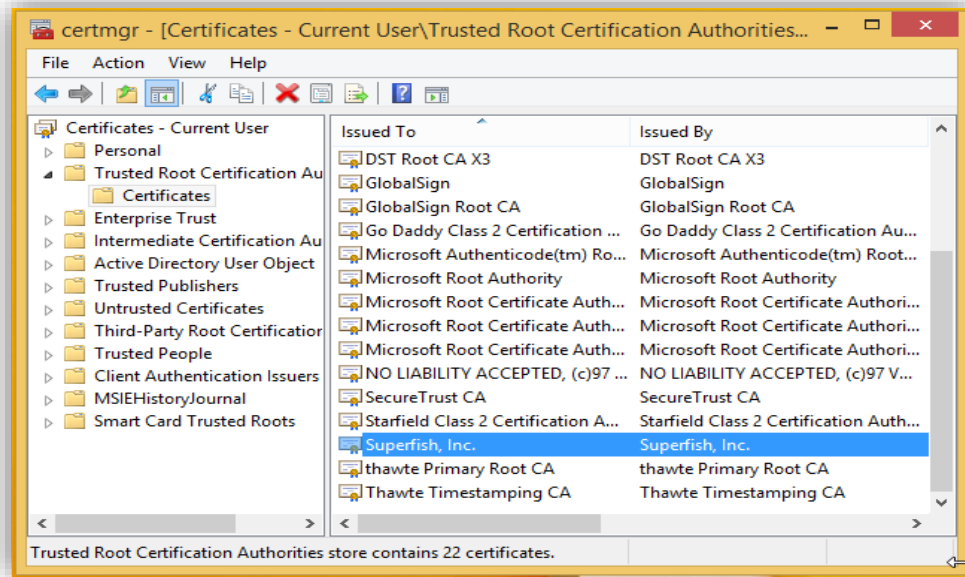 certmgr - [Certificates - Current User\Trusted Root Certification Authorities...
File Action View Help
Certificates - Current User
Personal
Trusted Root Certification Au
Certificates
Enterprise Trust
Intermediate Certification Au
Active Directory User Object
Trusted Publishers
Untrusted Certificates
Third-Party Root Certification
Trusted People
Client Authentication Issuers
MSIEHistoryJournal
Smart Card Trusted Roots
Issued To Issued By
DST Root CA X3 DST Root CA X3
GlobalSign GlobalSign
GlobalSign Root CA GlobalSign Root CA
Go Daddy Class 2 Certification ... Go Daddy Class 2 Certification Au...
Microsoft Authenticode(tm) Ro... Microsoft Authenticode(tm) Root...
Microsoft Root Authority Microsoft Root Authority
Microsoft Root Certificate Auth... Microsoft Root Certificate Authori...
Microsoft Root Certificate Auth... Microsoft Root Certificate Authori...
Microsoft Root Certificate Auth... Microsoft Root Certificate Authori...
NO LIABILITY ACCEPTED, (c)97 ... NO LIABILITY ACCEPTED, (c)97 V...
SecureTrust CA SecureTrust CA
Starfield Class 2 Certification A... Starfield Class 2 Certification Auth...
Superfish, Inc. Superfish, Inc.
thawte Primary Root CA thawte Primary Root CA
Thawte Timestamping CA Thawte Timestamping CA
Trusted Root Certification Authorities store contains 22 certificates.